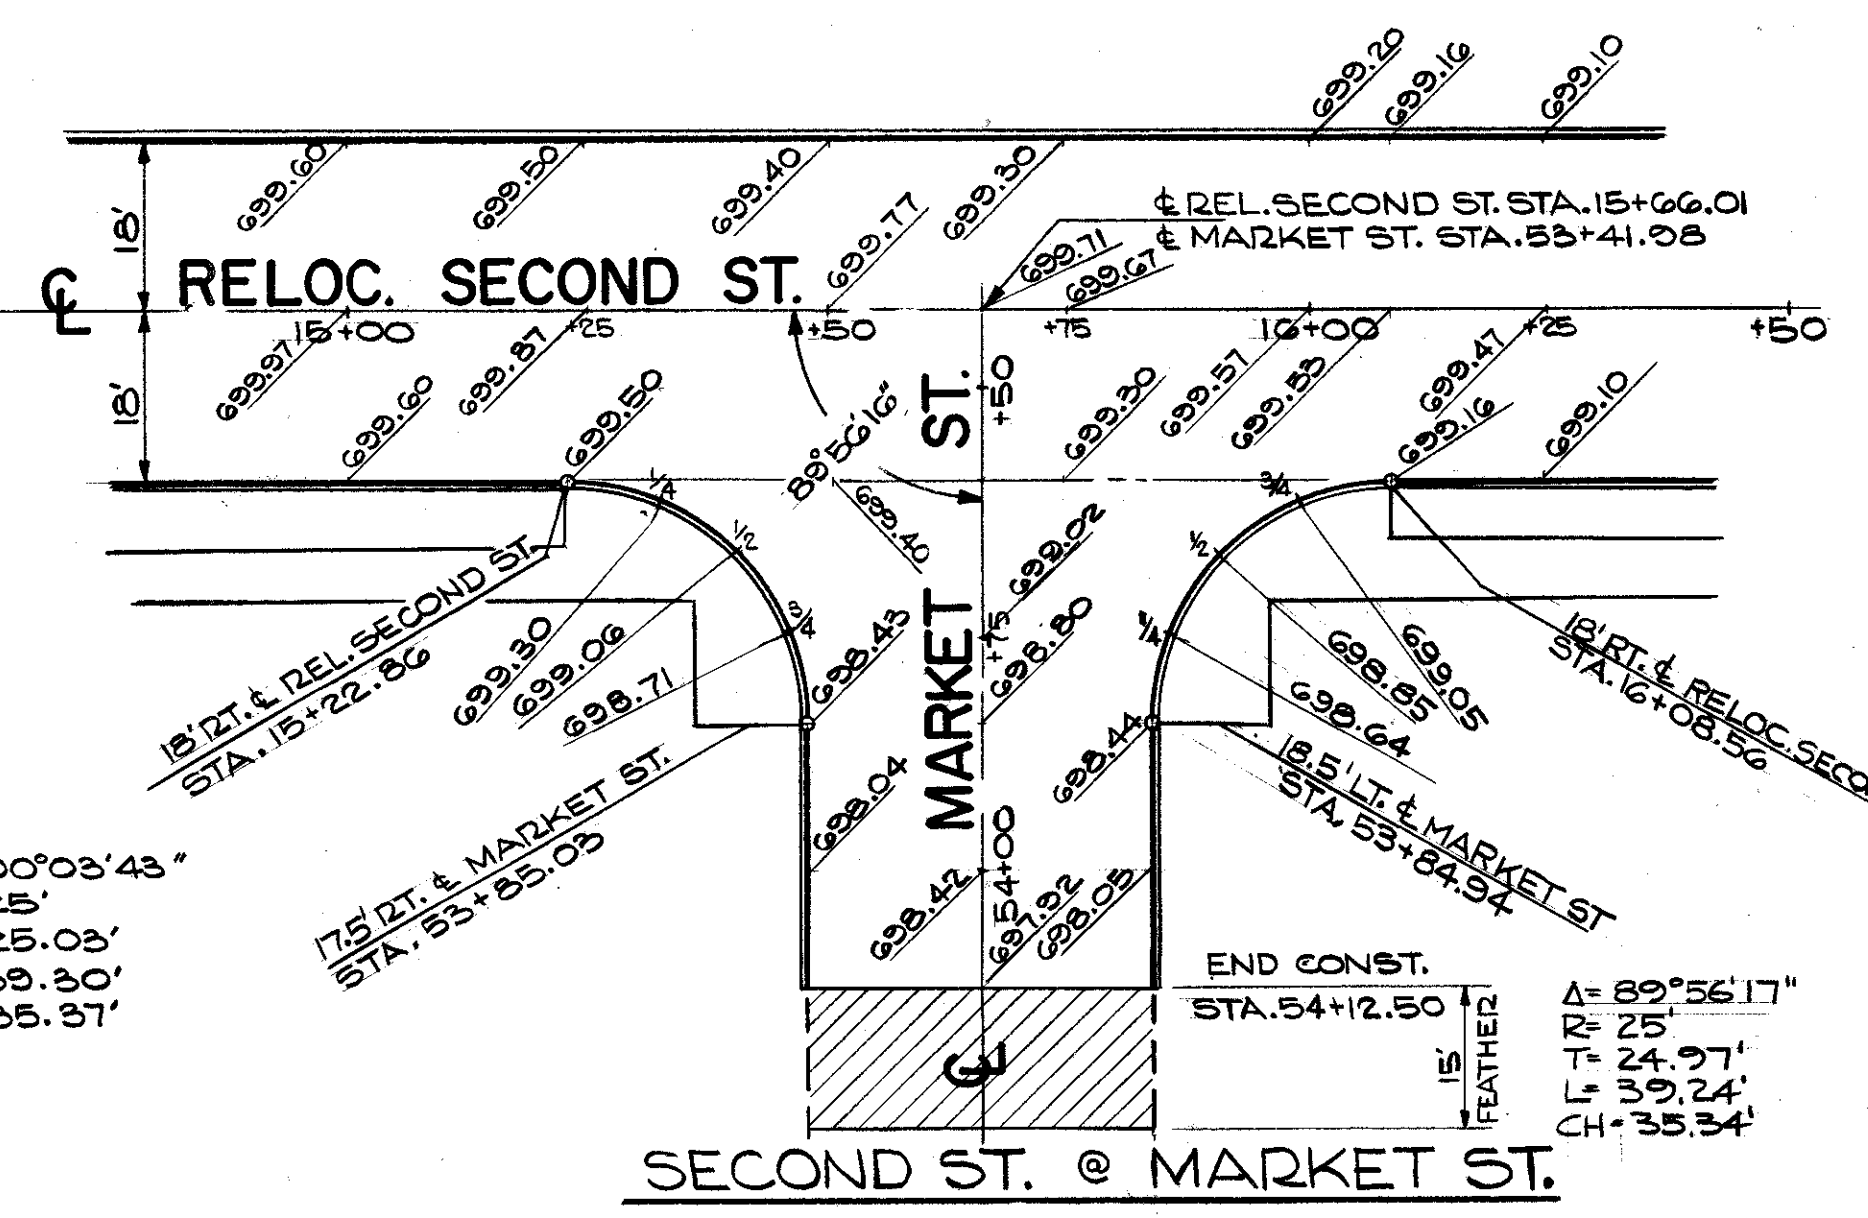 699.20
699.16
699.10
699.60
699.50
699.40
699.30
18'
699.77
℄ REL. SECOND ST. STA. 15+66.01
℄ MARKET ST. STA. 53+41.98
699.71
699.67
℄ RELOC. SECOND ST.
15+00
+25
+50
+75
16+00
+25
+50
18'
699.97
699.60
699.87
699.50
89°56'16"
+50
699.30
699.57
699.53
699.47
699.16
699.10
1/4
1/2
3/4
699.40
699.02
3/4
1/2
1/4
MARKET ST.
+75
18' RT. ℄ REL. SECOND ST.
STA. 15+22.86
699.30
699.06
698.71
698.43
698.80
698.44
699.05
698.85
698.64
18' RT. ℄ RELOC. SECO
STA. 16+08.56
17.5' RT. ℄ MARKET ST.
STA. 53+85.03
18.5' LT. ℄ MARKET ST
STA. 53+84.94
698.04
54+00
698.42
697.92
698.05
00°03'43"
25'
25.03'
39.30'
35.37'
END CONST.
STA. 54+12.50
15'
FEATHER
℄
Δ= 89°56'17"
R= 25'
T= 24.97'
L= 39.24'
CH= 35.34'
SECOND ST. @ MARKET ST.